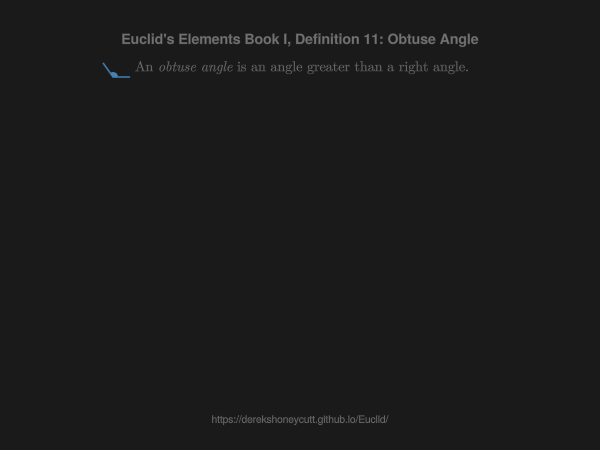 Euclid's Elements Book I, Definition 11: Obtuse Angle
An obtuse angle is an angle greater than a right angle.
https://derekshoneycutt.github.io/Euclid/